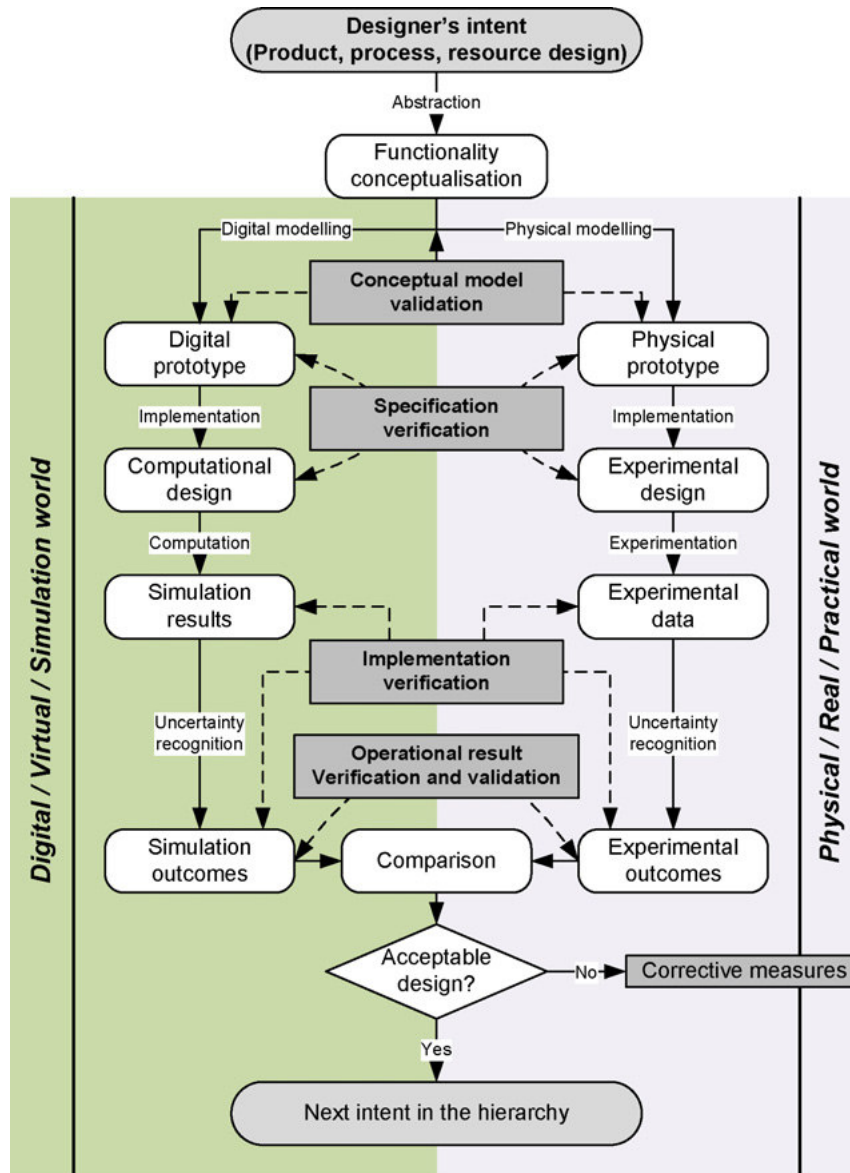 Designer's intent
(Product, process, resource design)
Abstraction
Functionality
conceptualisation
Digital modelling
Physical modelling
Conceptual model
validation
Digital
prototype
Physical
prototype
Implementation
Specification
verification
Implementation
Computational
design
Experimental
design
Computation
Experimentation
Simulation
results
Experimental
data
Implementation
verification
Uncertainty
recognition
Uncertainty
recognition
Operational result
Verification and validation
Simulation
outcomes
Comparison
Experimental
outcomes
Acceptable
design?
No
Corrective measures
Yes
Next intent in the hierarchy
Digital / Virtual / Simulation world
Physical / Real / Practical world